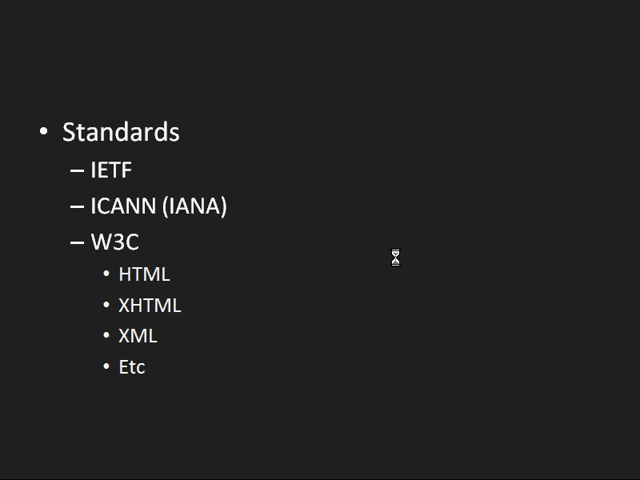 • Standards
– IETF
– ICANN (IANA)
– W3C
• HTML
• XHTML
• XML
• Etc